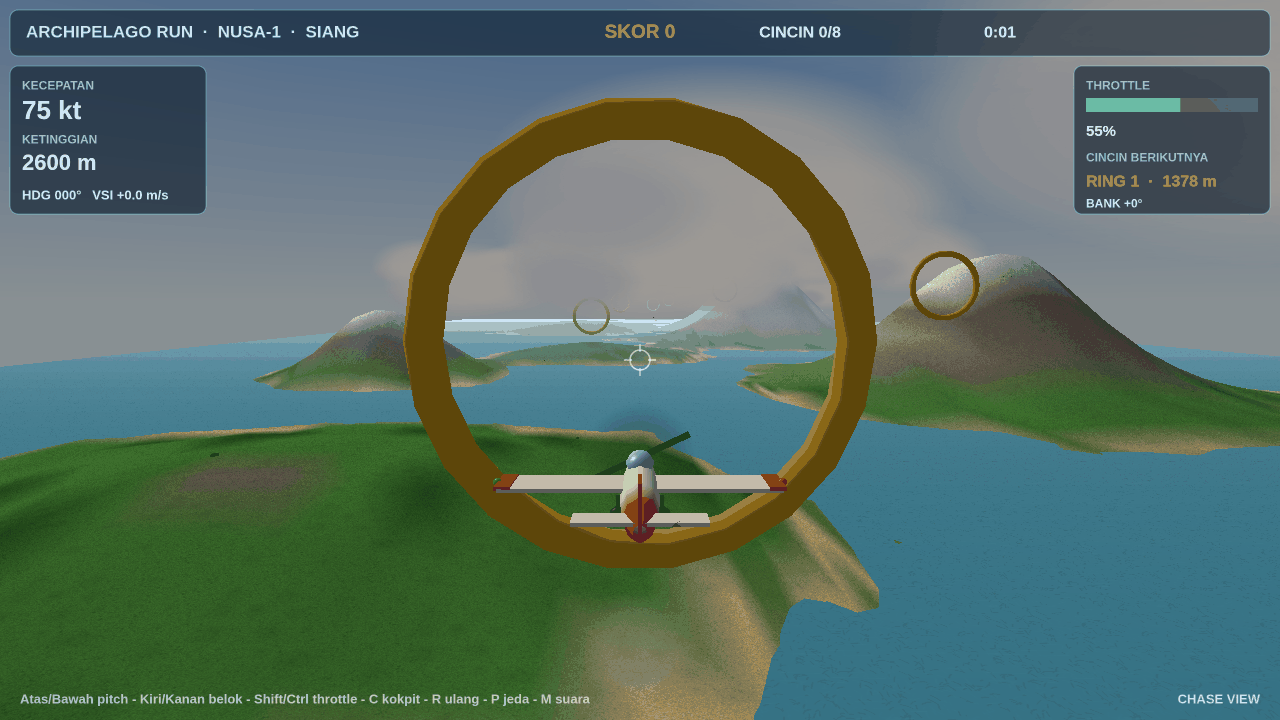 ARCHIPELAGO RUN · NUSA-1 · SIANG SKOR 0 CINCIN 0/8 0:01
KECEPATAN
75 kt
KETINGGIAN
2600 m
HDG 000° VSI +0.0 m/s
THROTTLE
55%
CINCIN BERIKUTNYA
RING 1 · 1378 m
BANK +0°
Atas/Bawah pitch - Kiri/Kanan belok - Shift/Ctrl throttle - C kokpit - R ulang - P jeda - M suara
CHASE VIEW